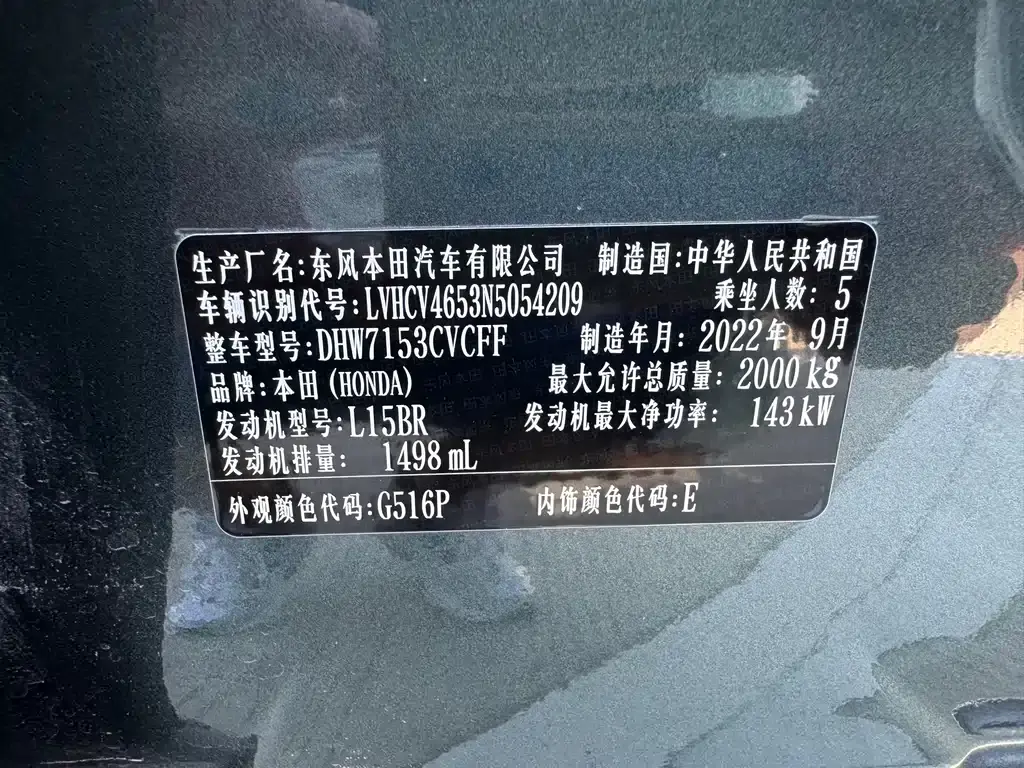 生产厂名:东风本田汽车有限公司 制造国:中华人民共和国
车辆识别代号:LVHCV4653N5054209 乘坐人数: 5
整车型号:DHW7153CVCFF 制造年月: 2022年 9月
品牌:本田(HONDA) 最大允许总质量: 2000kg
发动机型号:L15BR 发动机最大净功率: 143kW
发动机排量: 1498mL
外观颜色代码:G516P 内饰颜色代码:E